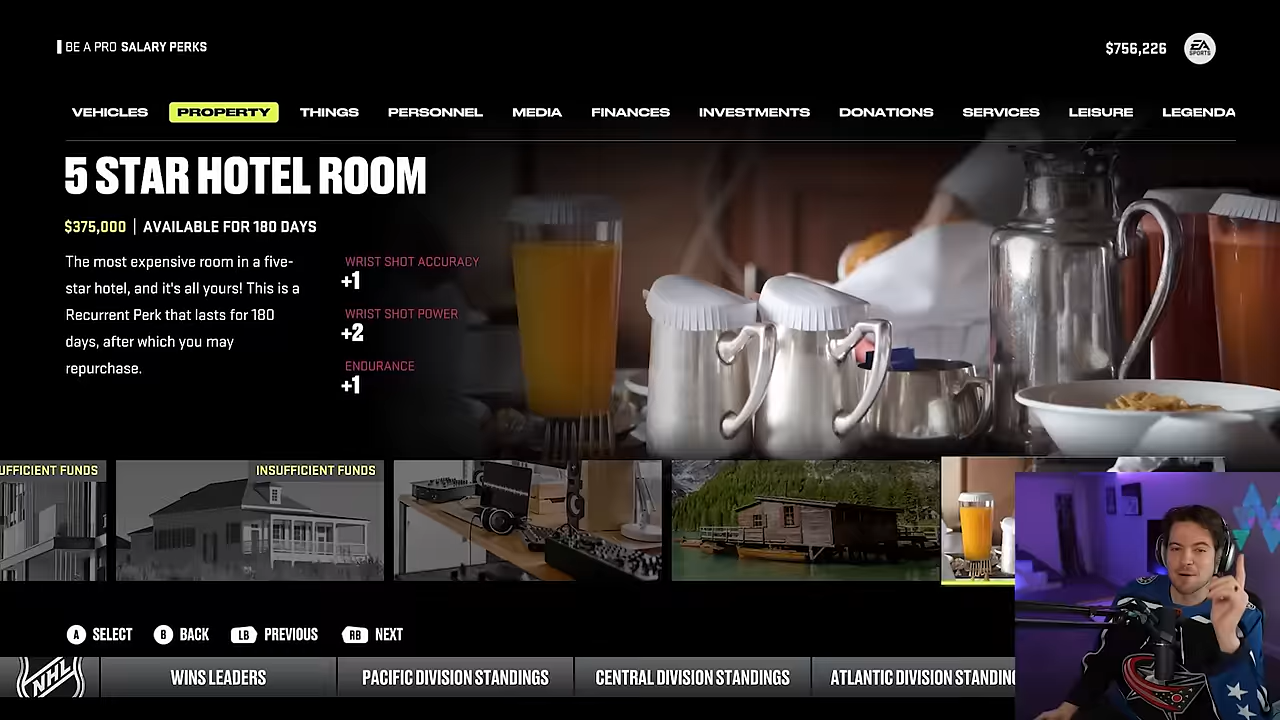 BE A PRO SALARY PERKS
$756,226
EA
SPORTS
VEHICLES PROPERTY THINGS PERSONNEL MEDIA FINANCES INVESTMENTS DONATIONS SERVICES LEISURE LEGENDA
5 STAR HOTEL ROOM
$375,000 | AVAILABLE FOR 180 DAYS
The most expensive room in a five-
star hotel, and it's all yours! This is a
Recurrent Perk that lasts for 180
days, after which you may
repurchase.
WRIST SHOT ACCURACY
+1
WRIST SHOT POWER
+2
ENDURANCE
+1
UFFICIENT FUNDS
INSUFFICIENT FUNDS
A SELECT B BACK LB PREVIOUS RB NEXT
NHL
WINS LEADERS
PACIFIC DIVISION STANDINGS
CENTRAL DIVISION STANDINGS
ATLANTIC DIVISION STANDING